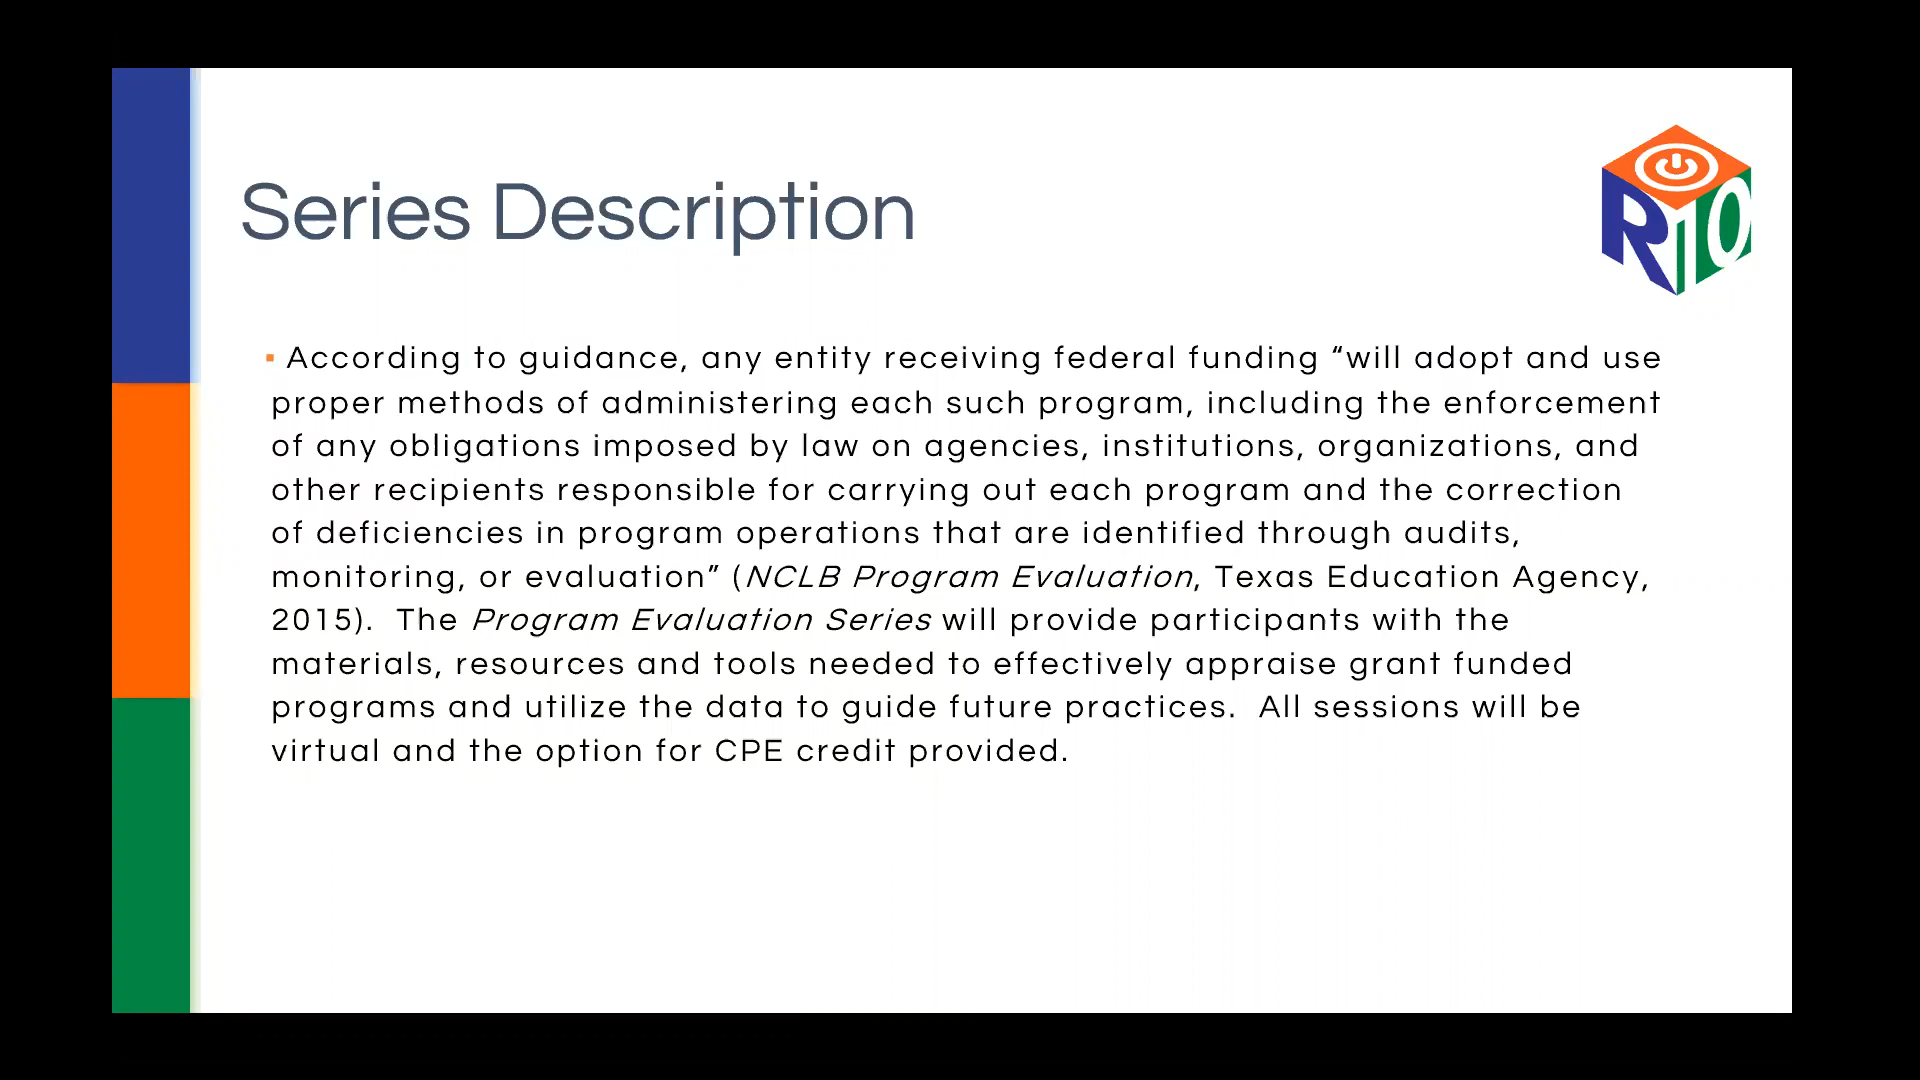 Series Description
R10
▪ According to guidance, any entity receiving federal funding “will adopt and use
proper methods of administering each such program, including the enforcement
of any obligations imposed by law on agencies, institutions, organizations, and
other recipients responsible for carrying out each program and the correction
of deficiencies in program operations that are identified through audits,
monitoring, or evaluation” (NCLB Program Evaluation, Texas Education Agency,
2015).  The Program Evaluation Series will provide participants with the
materials, resources and tools needed to effectively appraise grant funded
programs and utilize the data to guide future practices.  All sessions will be
virtual and the option for CPE credit provided.